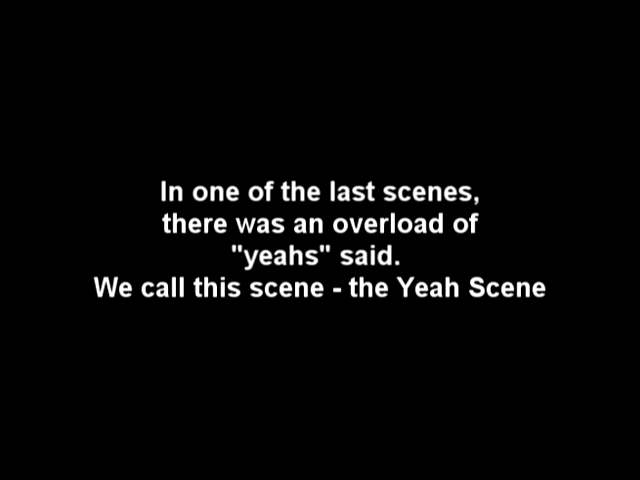 In one of the last scenes,
there was an overload of
"yeahs" said.
We call this scene - the Yeah Scene